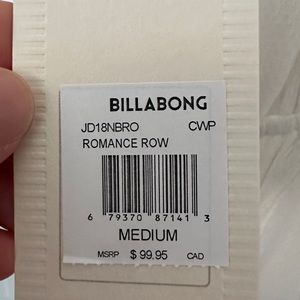 BILLABONG
JD18NBRO CWP
ROMANCE ROW
6 79370 87141 3
MEDIUM
MSRP $ 99.95 CAD